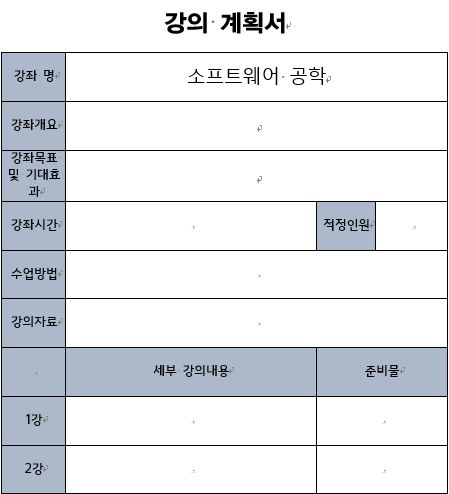 강의 계획서
강좌 명
소프트웨어 공학
강좌개요
강좌목표
및 기대효
과
강좌시간
적정인원
수업방법
강의자료
세부 강의내용
준비물
1강
2강